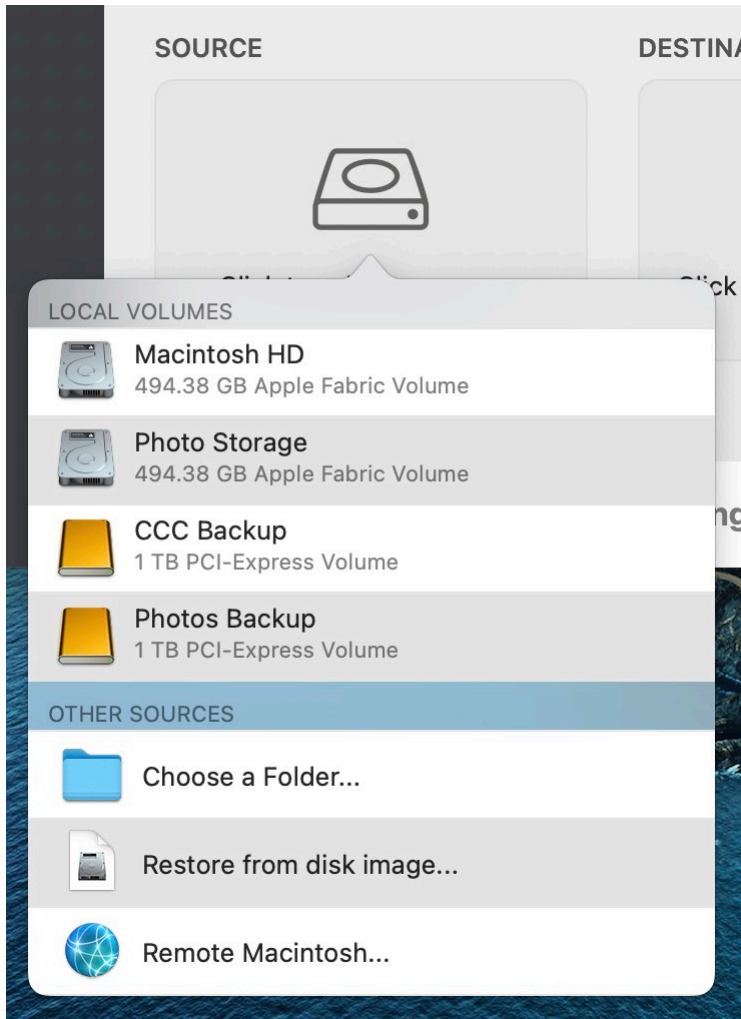 SOURCE
DESTINA
Click
LOCAL VOLUMES
Macintosh HD
494.38 GB Apple Fabric Volume
Photo Storage
494.38 GB Apple Fabric Volume
CCC Backup
1 TB PCI-Express Volume
ng
Photos Backup
1 TB PCI-Express Volume
OTHER SOURCES
Choose a Folder...
Restore from disk image...
Remote Macintosh...